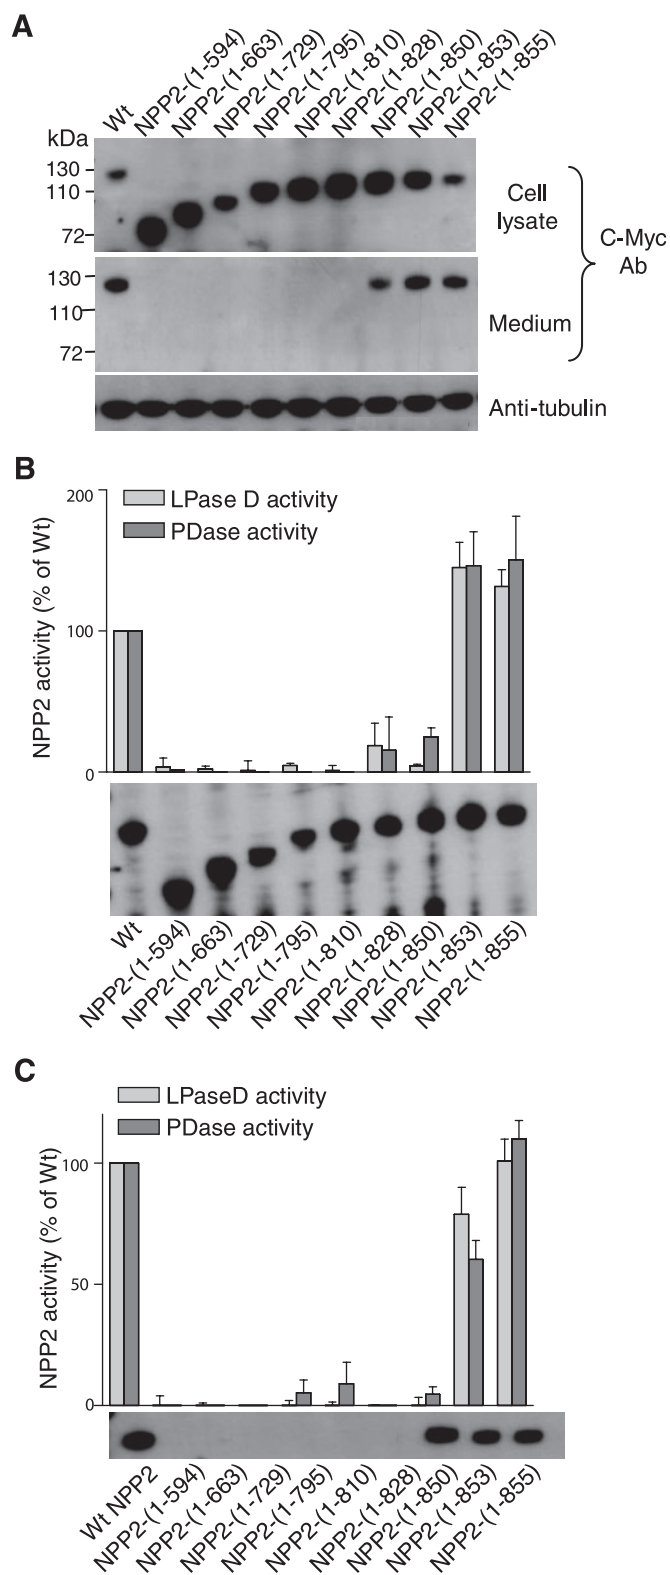 A
Wt
NPP2-(1-594)
NPP2-(1-663)
NPP2-(1-729)
NPP2-(1-795)
NPP2-(1-810)
NPP2-(1-828)
NPP2-(1-850)
NPP2-(1-853)
NPP2-(1-855)
kDa
130
110
72
Cell
lysate
130
110
72
Medium
C-Myc
Ab
Anti-tubulin
B
LPase D activity
PDase activity
NPP2 activity (% of Wt)
200
100
0
Wt
NPP2-(1-594)
NPP2-(1-663)
NPP2-(1-729)
NPP2-(1-795)
NPP2-(1-810)
NPP2-(1-828)
NPP2-(1-850)
NPP2-(1-853)
NPP2-(1-855)
C
LPaseD activity
PDase activity
NPP2 activity (% of Wt)
100
50
0
Wt NPP2
NPP2-(1-594)
NPP2-(1-663)
NPP2-(1-729)
NPP2-(1-795)
NPP2-(1-810)
NPP2-(1-828)
NPP2-(1-850)
NPP2-(1-853)
NPP2-(1-855)